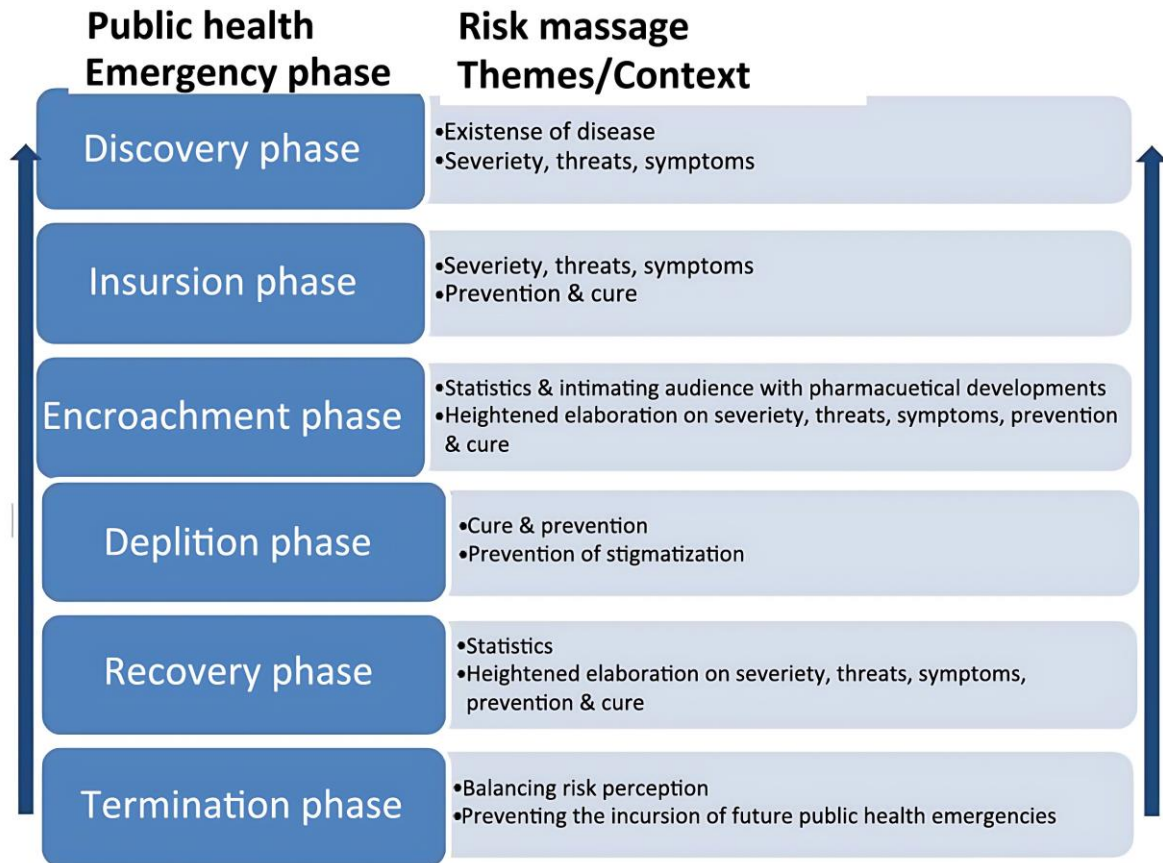 Public health
Emergency phase
Risk massage
Themes/Context
Discovery phase
•Existense of disease
•Severiety, threats, symptoms
Insursion phase
•Severiety, threats, symptoms
•Prevention & cure
Encroachment phase
•Statistics & intimating audience with pharmacuetical developments
•Heightened elaboration on severiety, threats, symptoms, prevention
& cure
Deplition phase
•Cure & prevention
•Prevention of stigmatization
Recovery phase
•Statistics
•Heightened elaboration on severiety, threats, symptoms,
prevention & cure
Termination phase
•Balancing risk perception
•Preventing the incursion of future public health emergencies